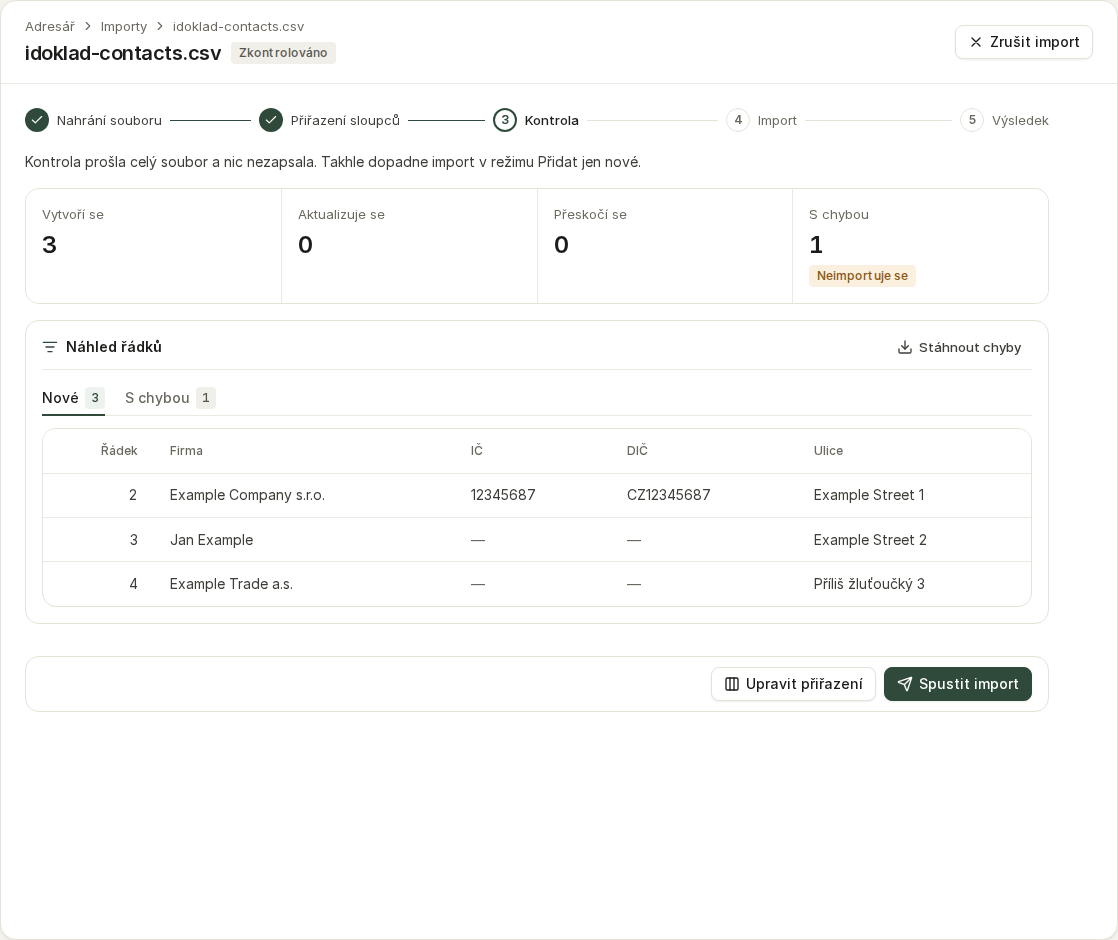 Adresář > Importy > idoklad-contacts.csv
idoklad-contacts.csv Zkontrolováno
Zrušit import
Nahrání souboru Přiřazení sloupců 3 Kontrola 4 Import 5 Výsledek
Kontrola prošla celý soubor a nic nezapsala. Takhle dopadne import v režimu Přidat jen nové.
Vytvoří se Aktualizuje se Přeskočí se S chybou
3 0 0 1
Neimportuje se
Náhled řádků Stáhnout chyby
Nové 3 S chybou 1
Řádek Firma IČ DIČ Ulice
2 Example Company s.r.o. 12345687 CZ12345687 Example Street 1
3 Jan Example — — Example Street 2
4 Example Trade a.s. — — Příliš žluťoučký 3
Upravit přiřazení Spustit import